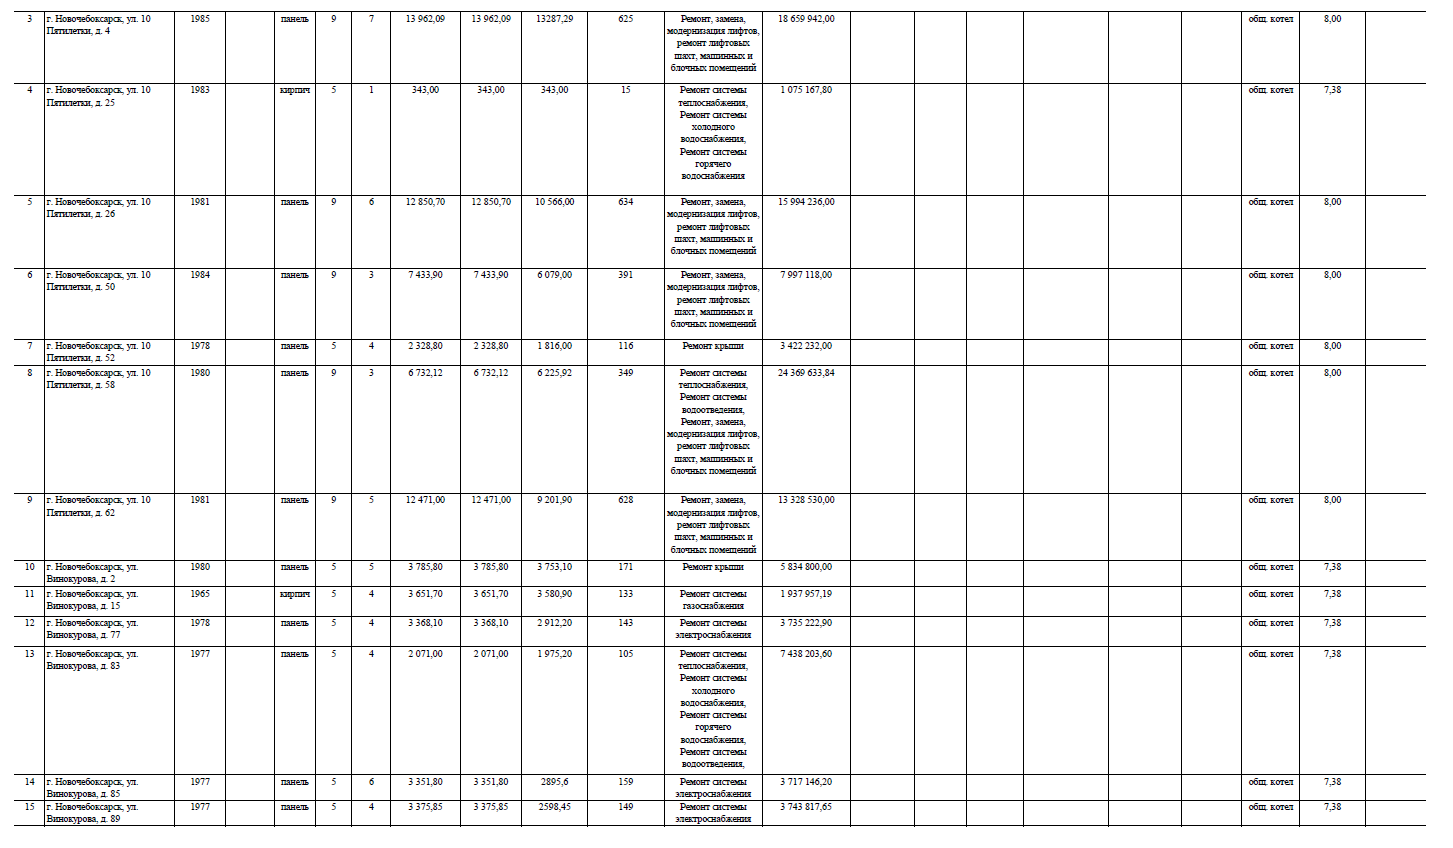 3 г. Новочебоксарск, ул. 10 1985 панель 9 7 13 962,09 13 962,09 13287,29 625 Ремонт, замена, 18 659 942,00 общ. котел 8,00
Пятилетки, д. 4 модернизация лифтов,
ремонт лифтовых
шахт, машинных и
блочных помещений
4 г. Новочебоксарск, ул. 10 1983 кирпич 5 1 343,00 343,00 343,00 15 Ремонт системы 1 075 167,80 общ. котел 7,38
Пятилетки, д. 25 теплоснабжения,
Ремонт системы
холодного
водоснабжения,
Ремонт системы
горячего
водоснабжения
5 г. Новочебоксарск, ул. 10 1981 панель 9 6 12 850,70 12 850,70 10 566,00 634 Ремонт, замена, 15 994 236,00 общ. котел 8,00
Пятилетки, д. 26 модернизация лифтов,
ремонт лифтовых
шахт, машинных и
блочных помещений
6 г. Новочебоксарск, ул. 10 1984 панель 9 3 7 433,90 7 433,90 6 079,00 391 Ремонт, замена, 7 997 118,00 общ. котел 8,00
Пятилетки, д. 50 модернизация лифтов,
ремонт лифтовых
шахт, машинных и
блочных помещений
7 г. Новочебоксарск, ул. 10 1978 панель 5 4 2 328,80 2 328,80 1 816,00 116 Ремонт крыши 3 422 232,00 общ. котел 8,00
Пятилетки, д. 52
8 г. Новочебоксарск, ул. 10 1980 панель 9 3 6 732,12 6 732,12 6 225,92 349 Ремонт системы 24 369 633,84 общ. котел 8,00
Пятилетки, д. 58 теплоснабжения,
Ремонт системы
водоотведения,
Ремонт, замена,
модернизация лифтов,
ремонт лифтовых
шахт, машинных и
блочных помещений
9 г. Новочебоксарск, ул. 10 1981 панель 9 5 12 471,00 12 471,00 9 201,90 628 Ремонт, замена, 13 328 530,00 общ. котел 8,00
Пятилетки, д. 62 модернизация лифтов,
ремонт лифтовых
шахт, машинных и
блочных помещений
10 г. Новочебоксарск, ул. 1980 панель 5 5 3 785,80 3 785,80 3 753,10 171 Ремонт крыши 5 834 800,00 общ. котел 7,38
Винокурова, д. 2
11 г. Новочебоксарск, ул. 1965 кирпич 5 4 3 651,70 3 651,70 3 580,90 133 Ремонт системы 1 937 957,19 общ. котел 7,38
Винокурова, д. 15 газоснабжения
12 г. Новочебоксарск, ул. 1978 панель 5 4 3 368,10 3 368,10 2 912,20 143 Ремонт системы 3 735 222,90 общ. котел 7,38
Винокурова, д. 77 электроснабжения
13 г. Новочебоксарск, ул. 1977 панель 5 4 2 071,00 2 071,00 1 975,20 105 Ремонт системы 7 438 203,60 общ. котел 7,38
Винокурова, д. 83 теплоснабжения,
Ремонт системы
холодного
водоснабжения,
Ремонт системы
горячего
водоснабжения,
Ремонт системы
водоотведения,
14 г. Новочебоксарск, ул. 1977 панель 5 6 3 351,80 3 351,80 2895,6 159 Ремонт системы 3 717 146,20 общ. котел 7,38
Винокурова, д. 85 электроснабжения
15 г. Новочебоксарск, ул. 1977 панель 5 4 3 375,85 3 375,85 2598,45 149 Ремонт системы 3 743 817,65 общ. котел 7,38
Винокурова, д. 89 электроснабжения